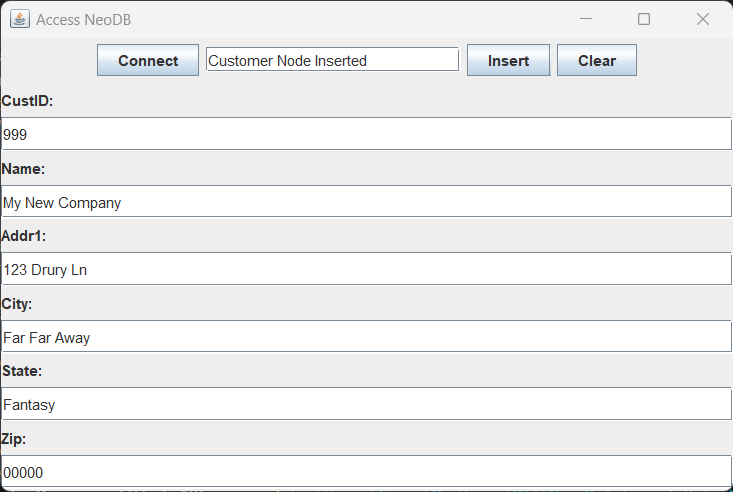 Access NeoDB
Connect Customer Node Inserted Insert Clear
CustID:
999
Name:
My New Company
Addr1:
123 Drury Ln
City:
Far Far Away
State:
Fantasy
Zip:
00000